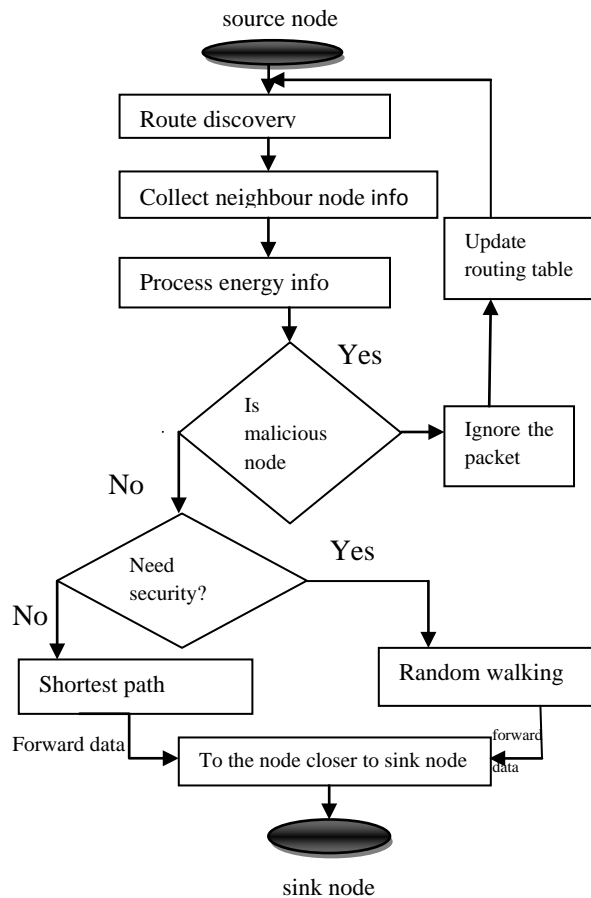 source node
Route discovery
Collect neighbour node info
Process energy info
Update
routing table
Yes
Is
malicious
node
Ignore the
packet
No
Need
security?
Yes
No
Shortest path
Random walking
Forward data
To the node closer to sink node
forward
data
sink node